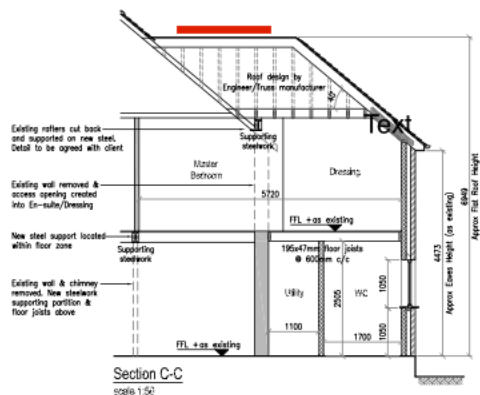 Roof design by
Engineer/Truss manufacturer
40°
Text
Existing rafters cut back
and supported on new steel.
Detail to be agreed with client
Supporting
steelwork
Master
Bedroom
Dressing
Existing wall removed &
access opening created
into En-suite/Dressing
5720
FFL +as existing
New steel support located
within floor zone
Supporting
steelwork
195x47mm floor joists
@ 600mm c/c
Existing wall & chimney
removed. New steelwork
supporting partition &
floor joists above
Utility
WC
2505
1050
1100
1700
1050
4473
Approx Eaves Height (as existing)
6949
Approx Flat Roof Height
FFL +as existing
Section C-C
scale 1:50